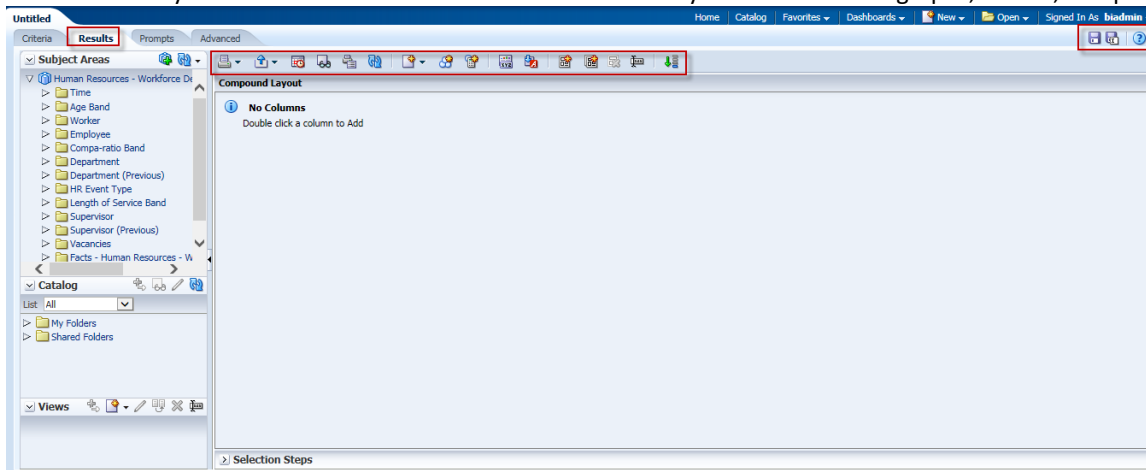 Untitled
Home Catalog Favorites Dashboards New Open Signed In As biadmin
Criteria Results Prompts Advanced
Subject Areas
Human Resources - Workforce De
Time
Age Band
Worker
Employee
Compa-ratio Band
Department
Department (Previous)
HR Event Type
Length of Service Band
Supervisor
Supervisor (Previous)
Vacancies
Facts - Human Resources - W
Catalog
List All
My Folders
Shared Folders
Views
Compound Layout
No Columns
Double click a column to Add
Selection Steps